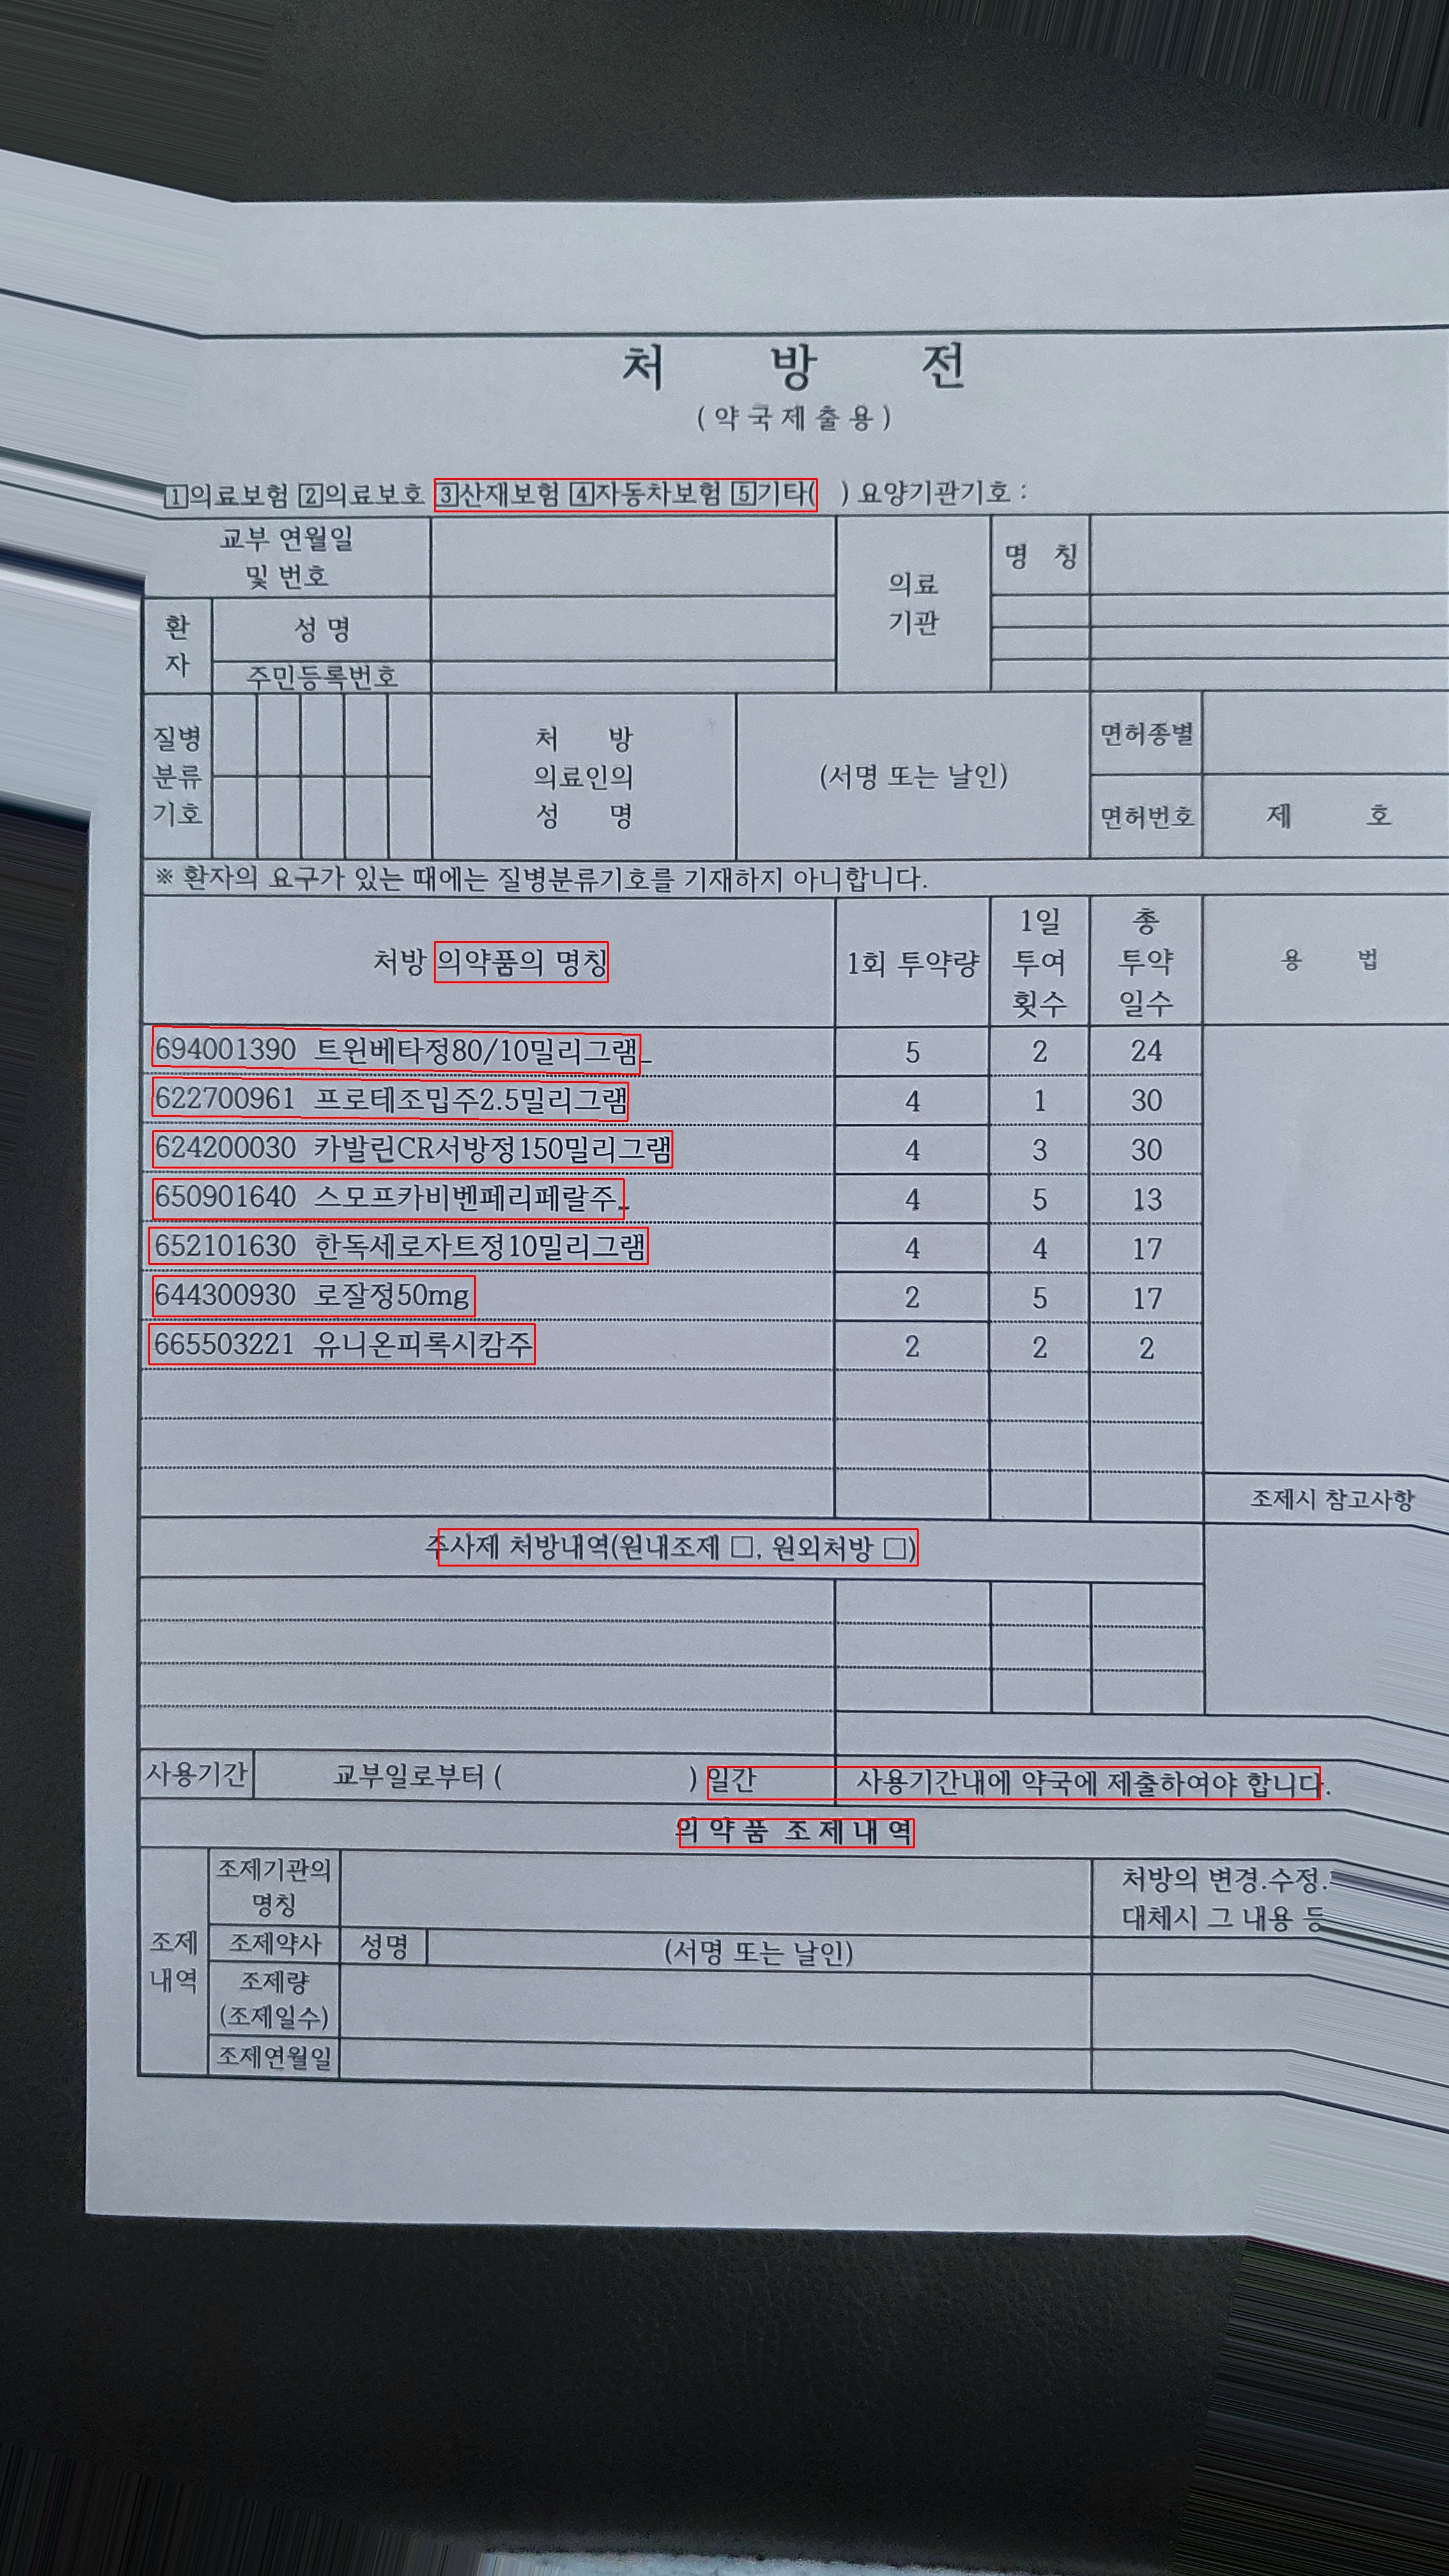 처 방 전
(약국제출용)
1의료보험 2의료보호 3산재보험 4자동차보험 5기타( ) 요양기관기호 :
교부 연월일
및 번호
의료
기관
명 칭
환
자
성 명
주민등록번호
질병
분류
기호
처 방
의료인의
성 명
(서명 또는 날인)
면허종별
면허번호
제 호
※ 환자의 요구가 있는 때에는 질병분류기호를 기재하지 아니합니다.
처방 의약품의 명칭
1회 투약량
1일
투여
횟수
총
투약
일수
용 법
694001390 트윈베타정80/10밀리그램_ 5 2 24
622700961 프로테조밉주2.5밀리그램 4 1 30
624200030 카발린CR서방정150밀리그램 4 3 30
650901640 스모프카비벤페리페랄주_ 4 5 13
652101630 한독세로자트정10밀리그램 4 4 17
644300930 로잘정50mg 2 5 17
665503221 유니온피록시캄주 2 2 2
조제시 참고사항
주사제 처방내역(원내조제 □, 원외처방 □)
사용기간 교부일로부터 ( ) 일간 사용기간내에 약국에 제출하여야 합니다.
의 약 품 조 제 내 역
조제
내역
조제기관의
명칭
처방의 변경.수정.
대체시 그 내용 등
조제약사 성명 (서명 또는 날인)
조제량
(조제일수)
조제연월일